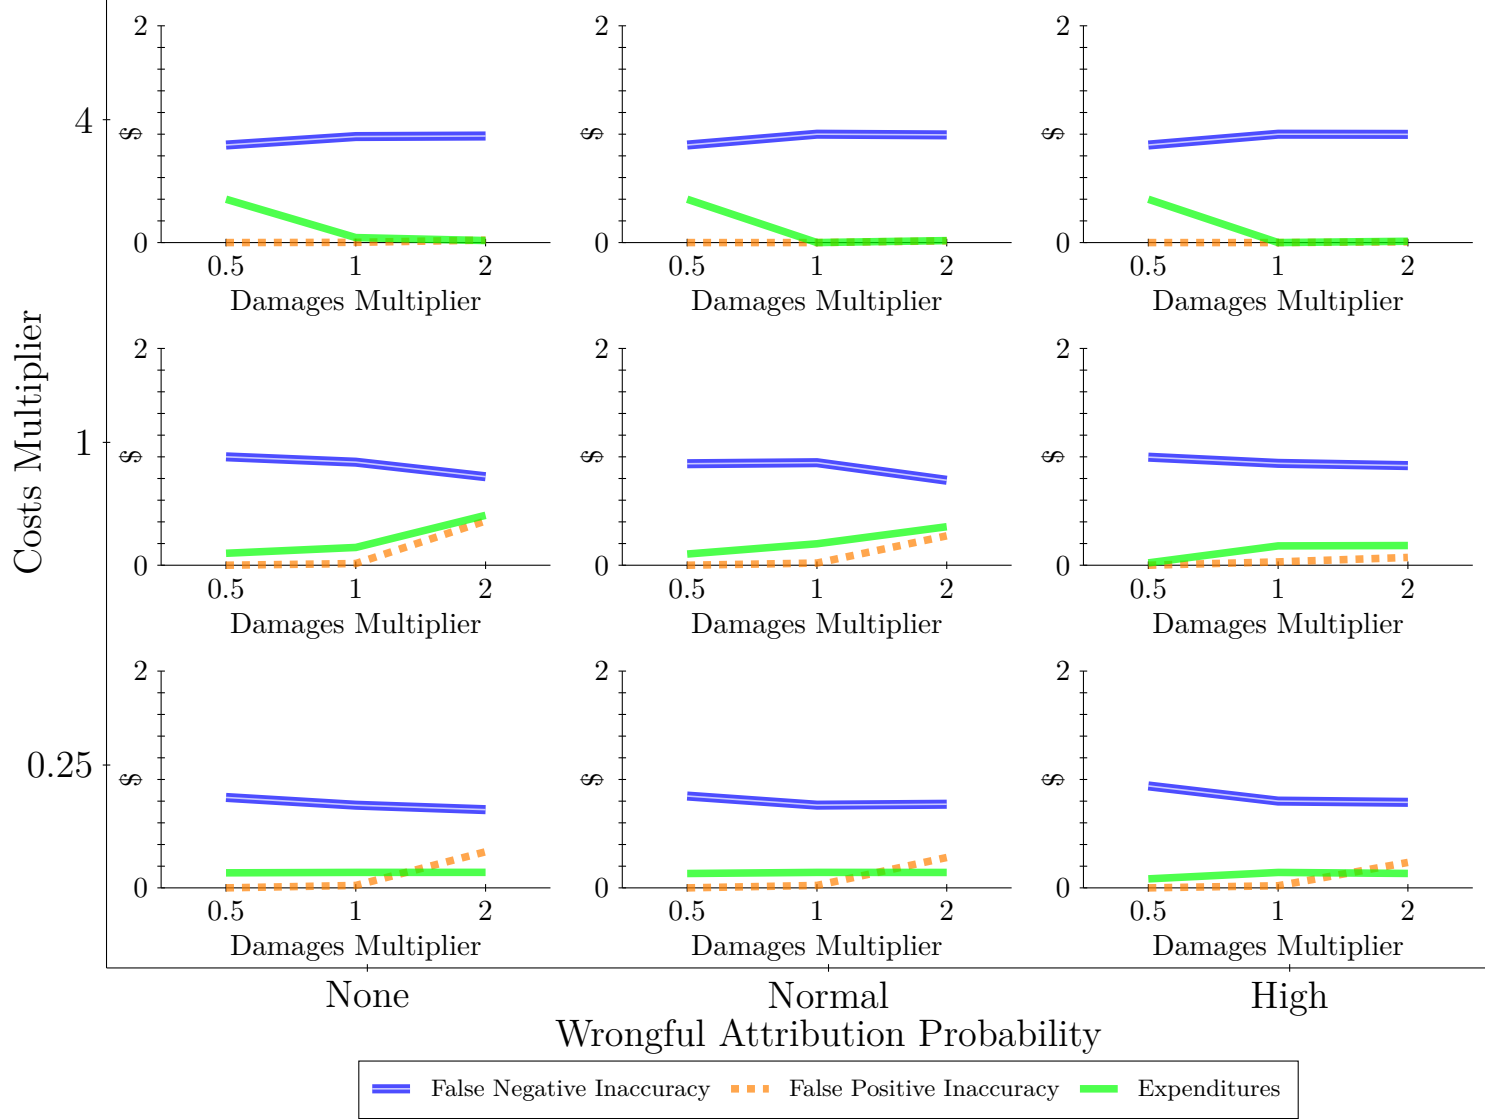 2
2
2
4
$
$
$
0
0
0
0.5 1 2
0.5 1 2
0.5 1 2
Damages Multiplier
Damages Multiplier
Damages Multiplier
Costs Multiplier
2
2
2
1
$
$
$
0
0
0
0.5 1 2
0.5 1 2
0.5 1 2
Damages Multiplier
Damages Multiplier
Damages Multiplier
2
2
2
0.25
$
$
$
0
0
0
0.5 1 2
0.5 1 2
0.5 1 2
Damages Multiplier
Damages Multiplier
Damages Multiplier
None
Normal
High
Wrongful Attribution Probability
False Negative Inaccuracy
False Positive Inaccuracy
Expenditures